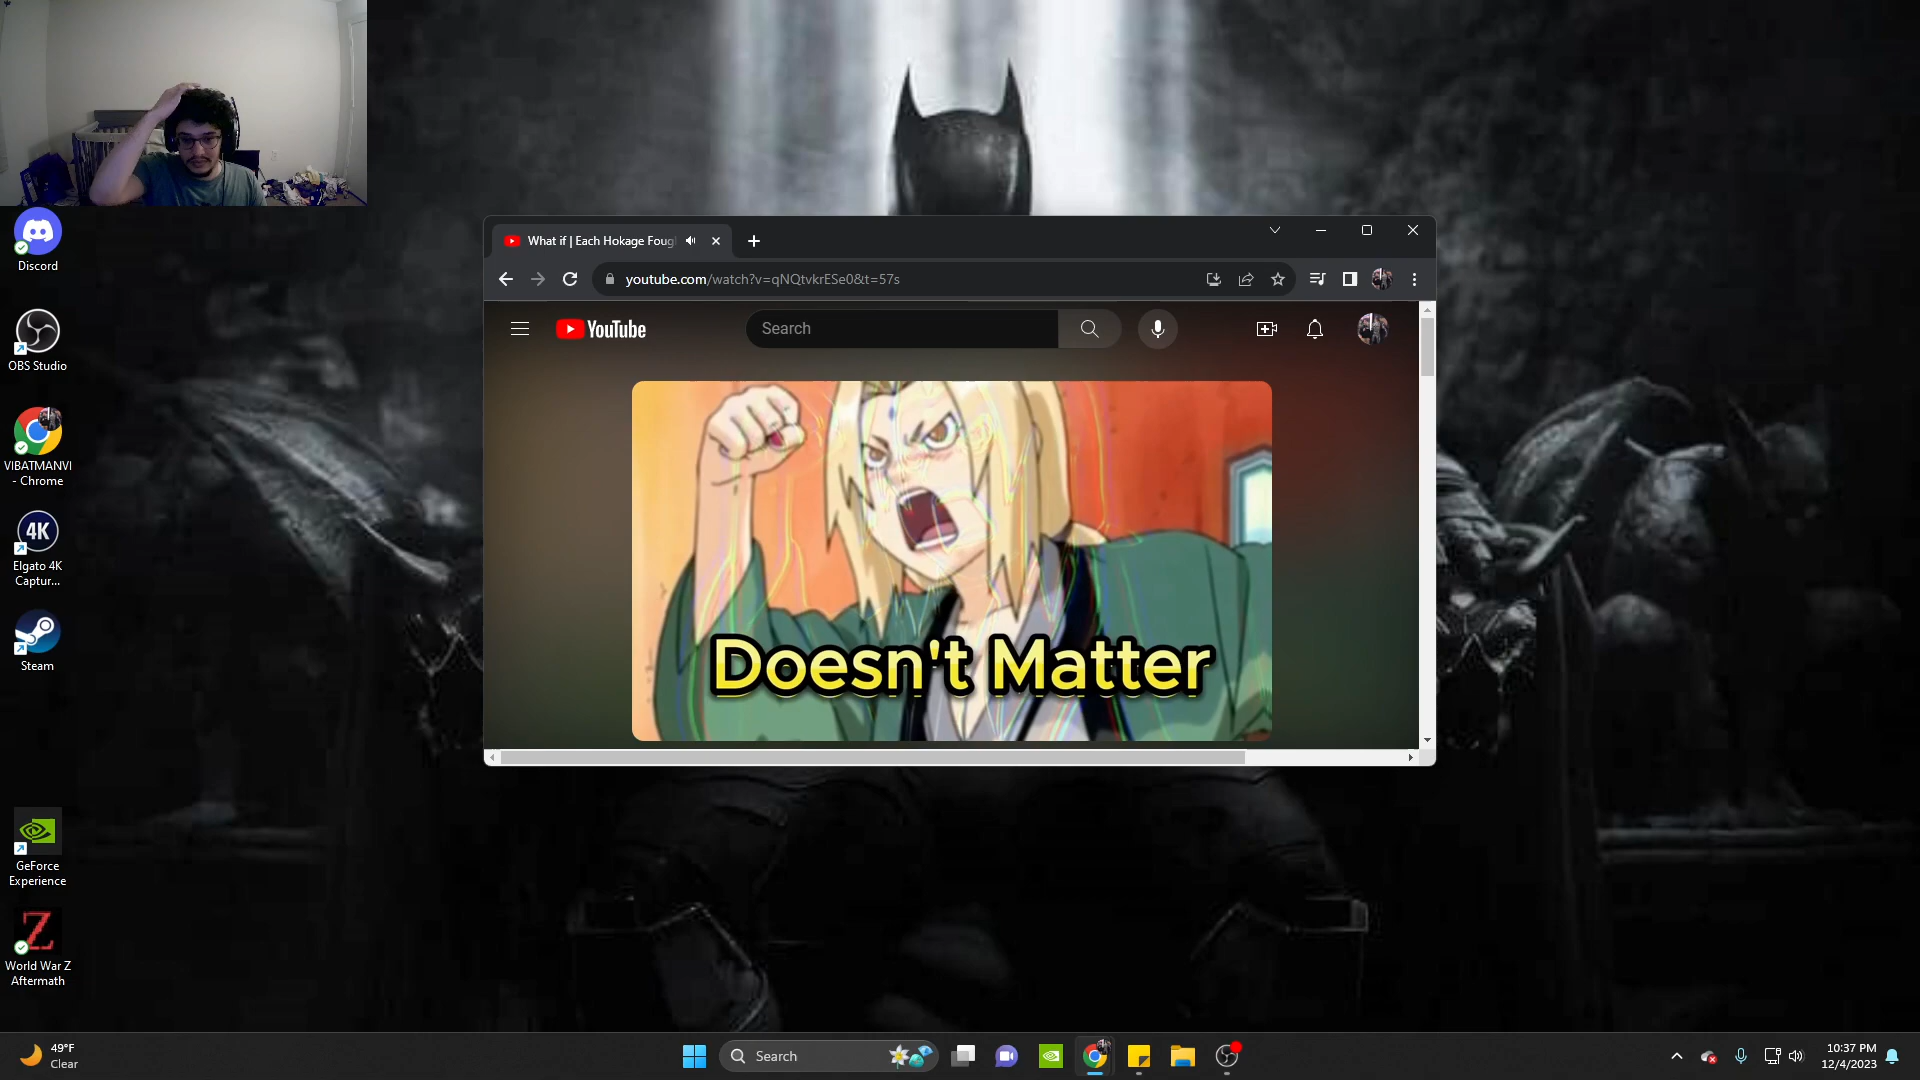 Discord
OBS Studio
VIBATMANVI
- Chrome
4K
Elgato 4K
Captur...
Steam
GeForce
Experience
Z
World War Z
Aftermath
What if | Each Hokage Foug
youtube.com/watch?v=qNQtvkrESe0&t=57s
YouTube
Search
Doesn't Matter
49°F
Clear
Search
10:37 PM
12/4/2023